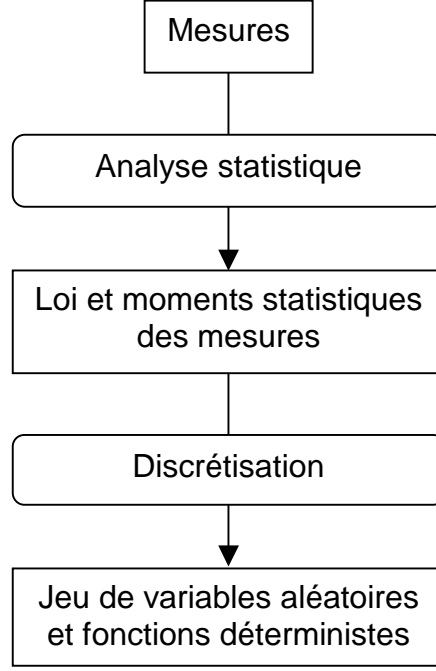 Mesures
Analyse statistique
Loi et moments statistiques
des mesures
Discrétisation
Jeu de variables aléatoires
et fonctions déterministes